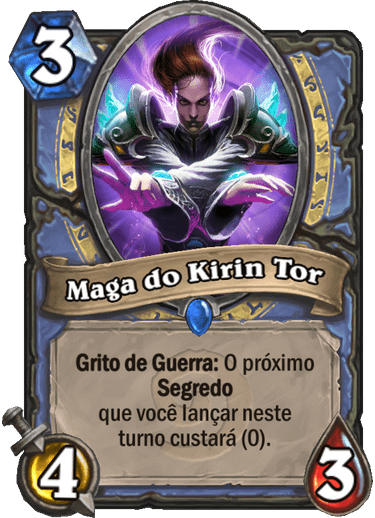 3
Maga do Kirin Tor
Grito de Guerra: O próximo
Segredo
que você lançar neste
turno custará (0).
4
3